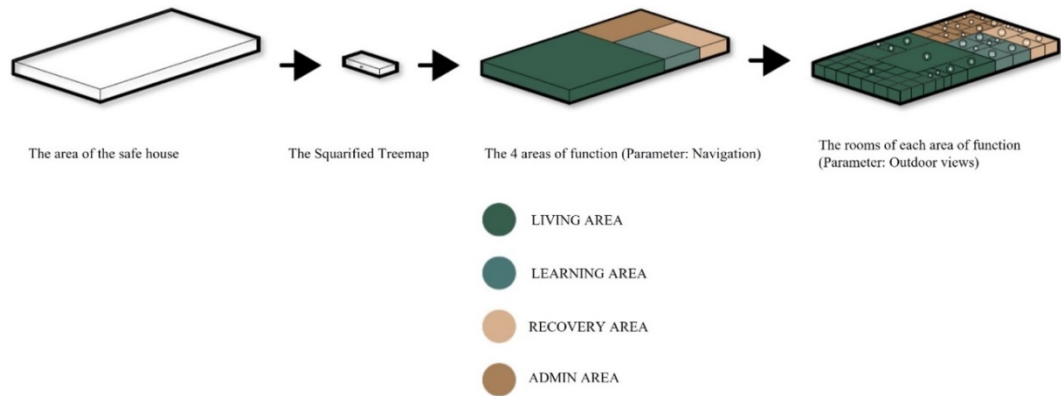 The area of the safe house
The Squarified Treemap
The 4 areas of function (Parameter: Navigation)
The rooms of each area of function
(Parameter: Outdoor views)
LIVING AREA
LEARNING AREA
RECOVERY AREA
ADMIN AREA